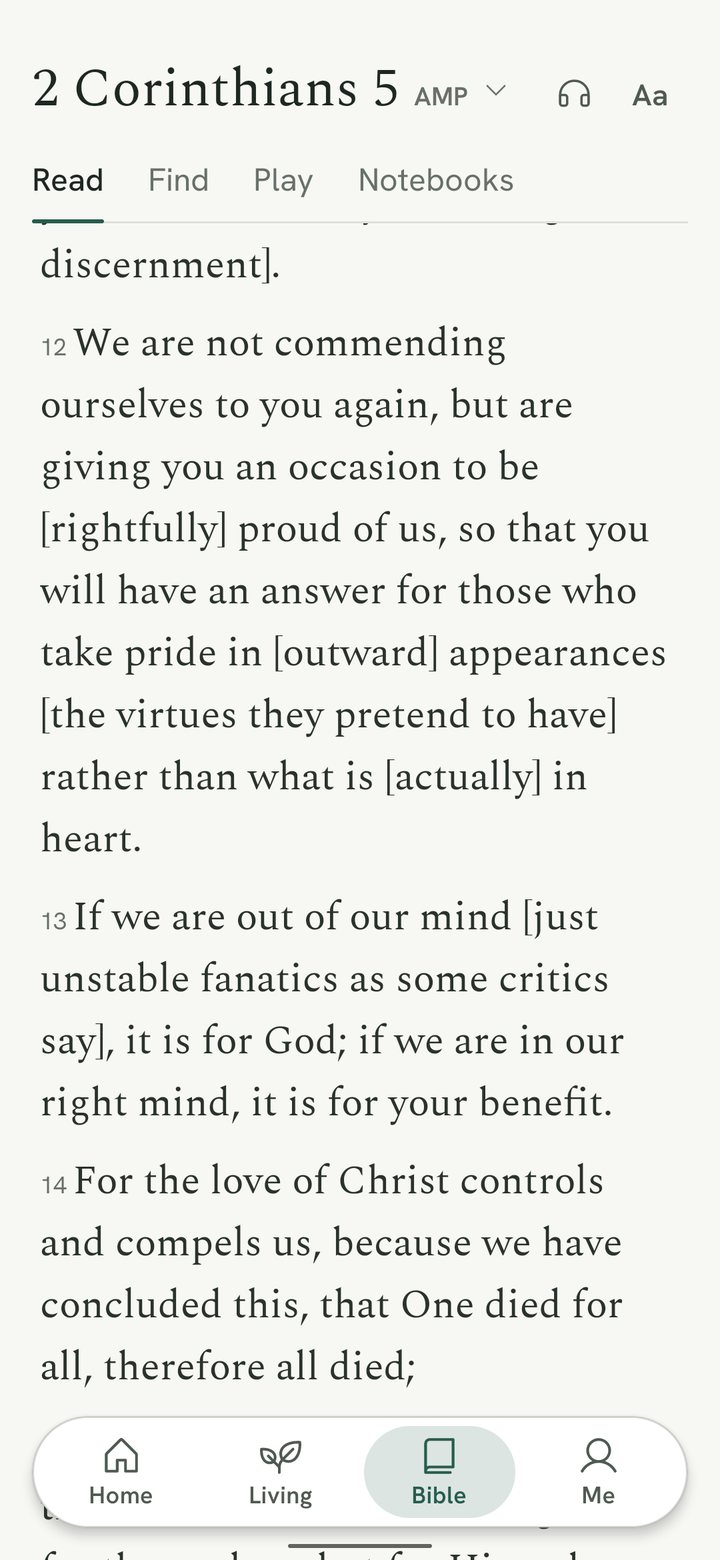 2 Corinthians 5 AMP Aa
Read Find Play Notebooks
discernment].
12 We are not commending
ourselves to you again, but are
giving you an occasion to be
[rightfully] proud of us, so that you
will have an answer for those who
take pride in [outward] appearances
[the virtues they pretend to have]
rather than what is [actually] in
heart.
13 If we are out of our mind [just
unstable fanatics as some critics
say], it is for God; if we are in our
right mind, it is for your benefit.
14 For the love of Christ controls
and compels us, because we have
concluded this, that One died for
all, therefore all died;
Home Living Bible Me